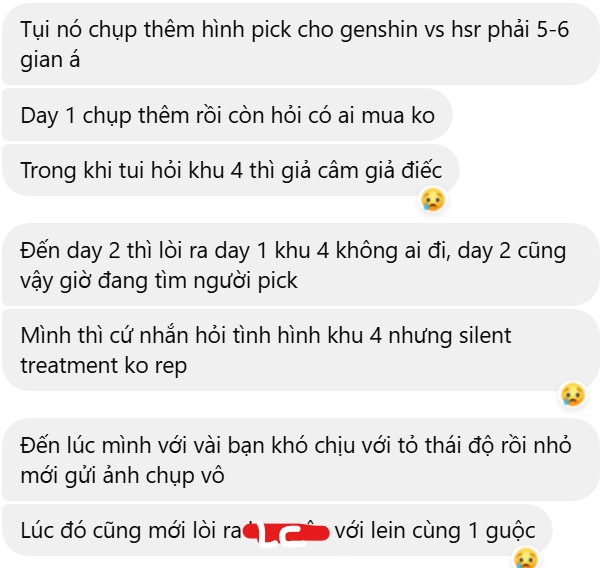 Tụi nó chụp thêm hình pick cho genshin vs hsr phải 5-6
gian á
Day 1 chụp thêm rồi còn hỏi có ai mua ko
Trong khi tui hỏi khu 4 thì giả câm giả điếc
Đến day 2 thì lòi ra day 1 khu 4 không ai đi, day 2 cũng
vậy giờ đang tìm người pick
Mình thì cứ nhắn hỏi tình hình khu 4 nhưng silent
treatment ko rep
Đến lúc mình với vài bạn khó chịu với tỏ thái độ rồi nhỏ
mới gửi ảnh chụp vô
Lúc đó cũng mới lòi ra LC với lein cùng 1 guộc